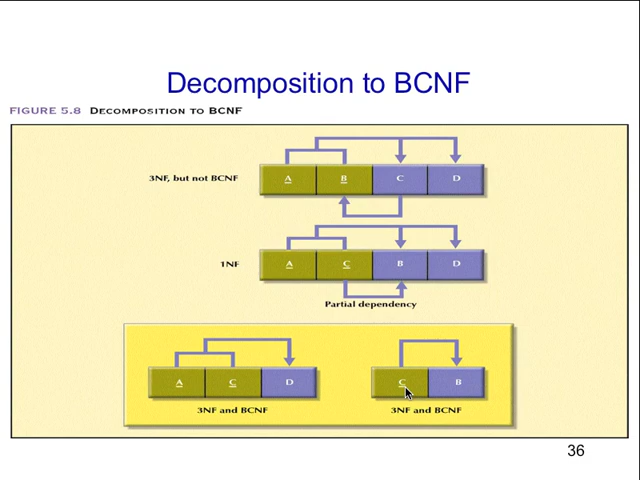 Decomposition to BCNF
FIGURE 5.8 DECOMPOSITION TO BCNF
3NF, but not BCNF
A B C D
1NF
A C B D
Partial dependency
A C D
C B
3NF and BCNF
3NF and BCNF
36